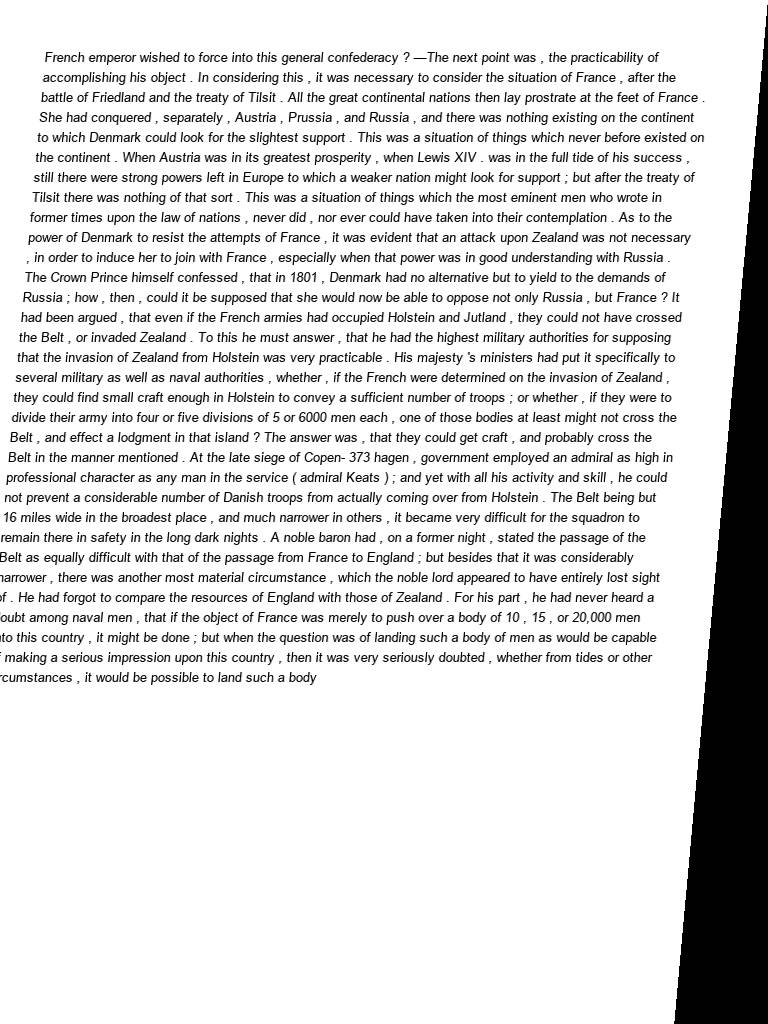 French emperor wished to force into this general confederacy ? —The next point was , the practicability of
accomplishing his object . In considering this , it was necessary to consider the situation of France , after the
battle of Friedland and the treaty of Tilsit . All the great continental nations then lay prostrate at the feet of France .
She had conquered , separately , Austria , Prussia , and Russia , and there was nothing existing on the continent
to which Denmark could look for the slightest support . This was a situation of things which never before existed on
the continent . When Austria was in its greatest prosperity , when Lewis XIV . was in the full tide of his success ,
still there were strong powers left in Europe to which a weaker nation might look for support ; but after the treaty of
Tilsit there was nothing of that sort . This was a situation of things which the most eminent men who wrote in
former times upon the law of nations , never did , nor ever could have taken into their contemplation . As to the
power of Denmark to resist the attempts of France , it was evident that an attack upon Zealand was not necessary
, in order to induce her to join with France , especially when that power was in good understanding with Russia .
The Crown Prince himself confessed , that in 1801 , Denmark had no alternative but to yield to the demands of
Russia ; how , then , could it be supposed that she would now be able to oppose not only Russia , but France ? It
had been argued , that even if the French armies had occupied Holstein and Jutland , they could not have crossed
the Belt , or invaded Zealand . To this he must answer , that he had the highest military authorities for supposing
that the invasion of Zealand from Holstein was very practicable . His majesty 's ministers had put it specifically to
several military as well as naval authorities , whether , if the French were determined on the invasion of Zealand ,
they could find small craft enough in Holstein to convey a sufficient number of troops ; or whether , if they were to
divide their army into four or five divisions of 5 or 6000 men each , one of those bodies at least might not cross the
Belt , and effect a lodgment in that island ? The answer was , that they could get craft , and probably cross the
Belt in the manner mentioned . At the late siege of Copen- 373 hagen , government employed an admiral as high in
professional character as any man in the service ( admiral Keats ) ; and yet with all his activity and skill , he could
not prevent a considerable number of Danish troops from actually coming over from Holstein . The Belt being but
16 miles wide in the broadest place , and much narrower in others , it became very difficult for the squadron to
remain there in safety in the long dark nights . A noble baron had , on a former night , stated the passage of the
Belt as equally difficult with that of the passage from France to England ; but besides that it was considerably
narrower , there was another most material circumstance , which the noble lord appeared to have entirely lost sight
of . He had forgot to compare the resources of England with those of Zealand . For his part , he had never heard a
among naval men , that if the object of France was merely to push over a body of 10 , 15 , or 20,000 men
this country , it might be done ; but when the question was of landing such a body of men as would be capable
making a serious impression upon this country , then it was very seriously doubted , whether from tides or other
, it would be possible to land such a body